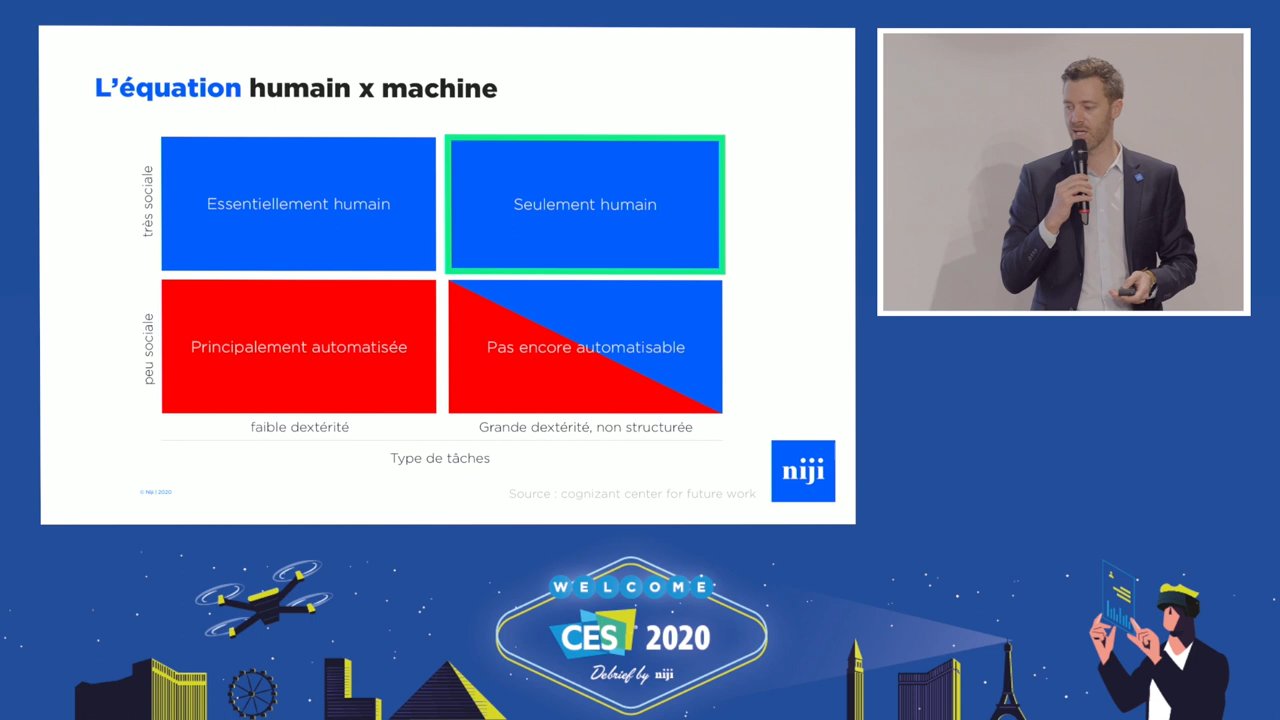 L'équation humain x machine
très sociale
Essentiellement humain
Seulement humain
peu sociale
Principalement automatisée
Pas encore automatisable
faible dextérité
Grande dextérité, non structurée
Type de tâches
© Niji | 2020
Source : cognizant center for future work
niji
WELCOME
CES 2020
Debrief by niji